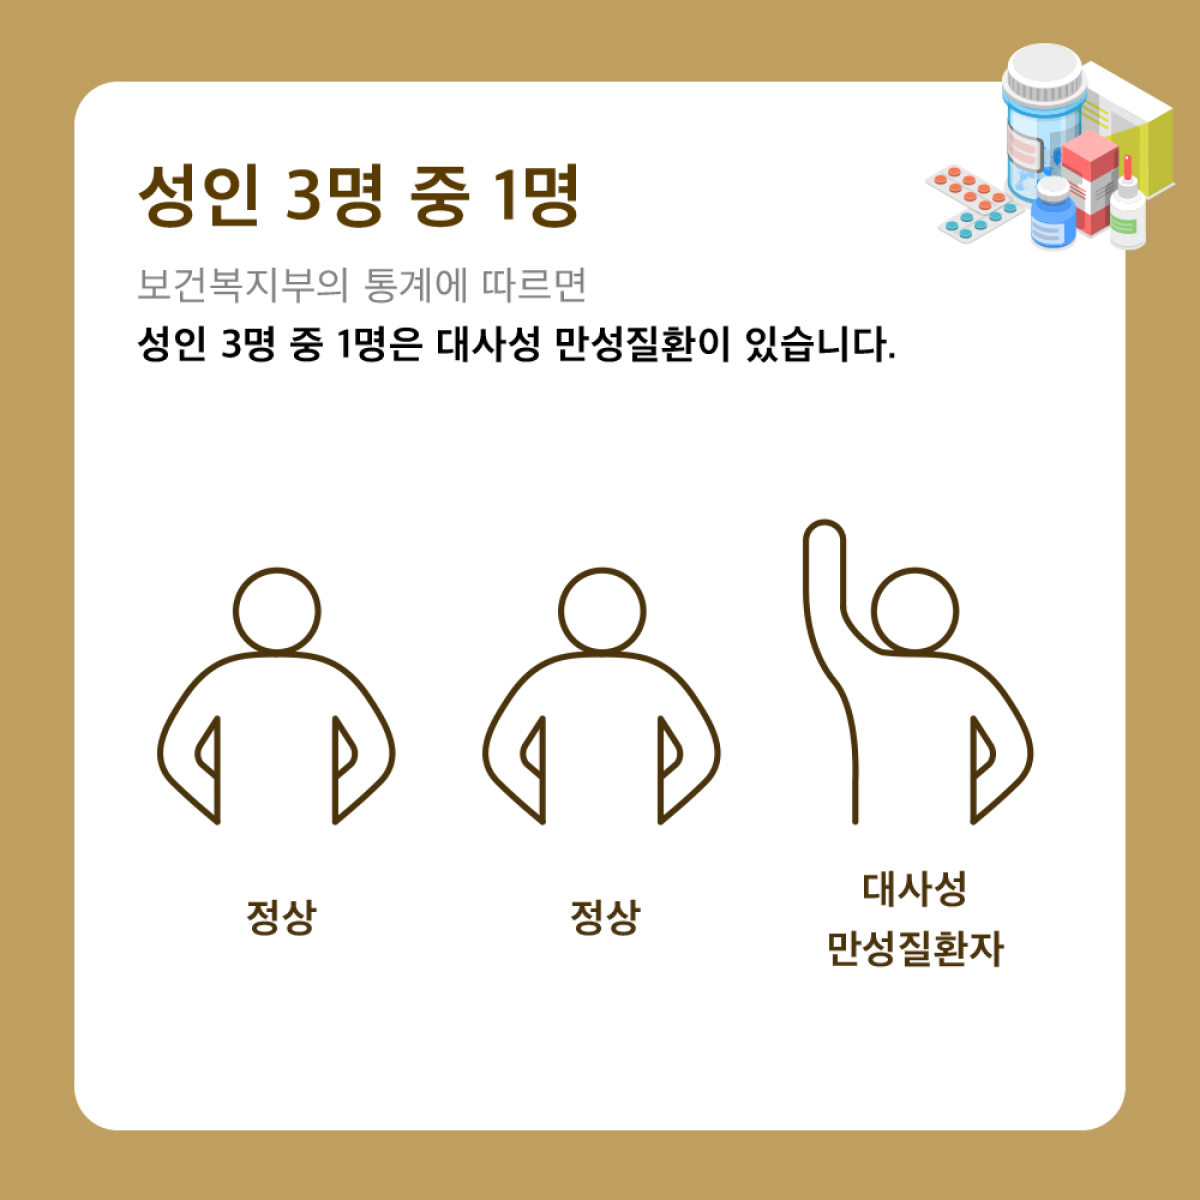 성인 3명 중 1명
보건복지부의 통계에 따르면
성인 3명 중 1명은 대사성 만성질환이 있습니다.
정상
정상
대사성
만성질환자